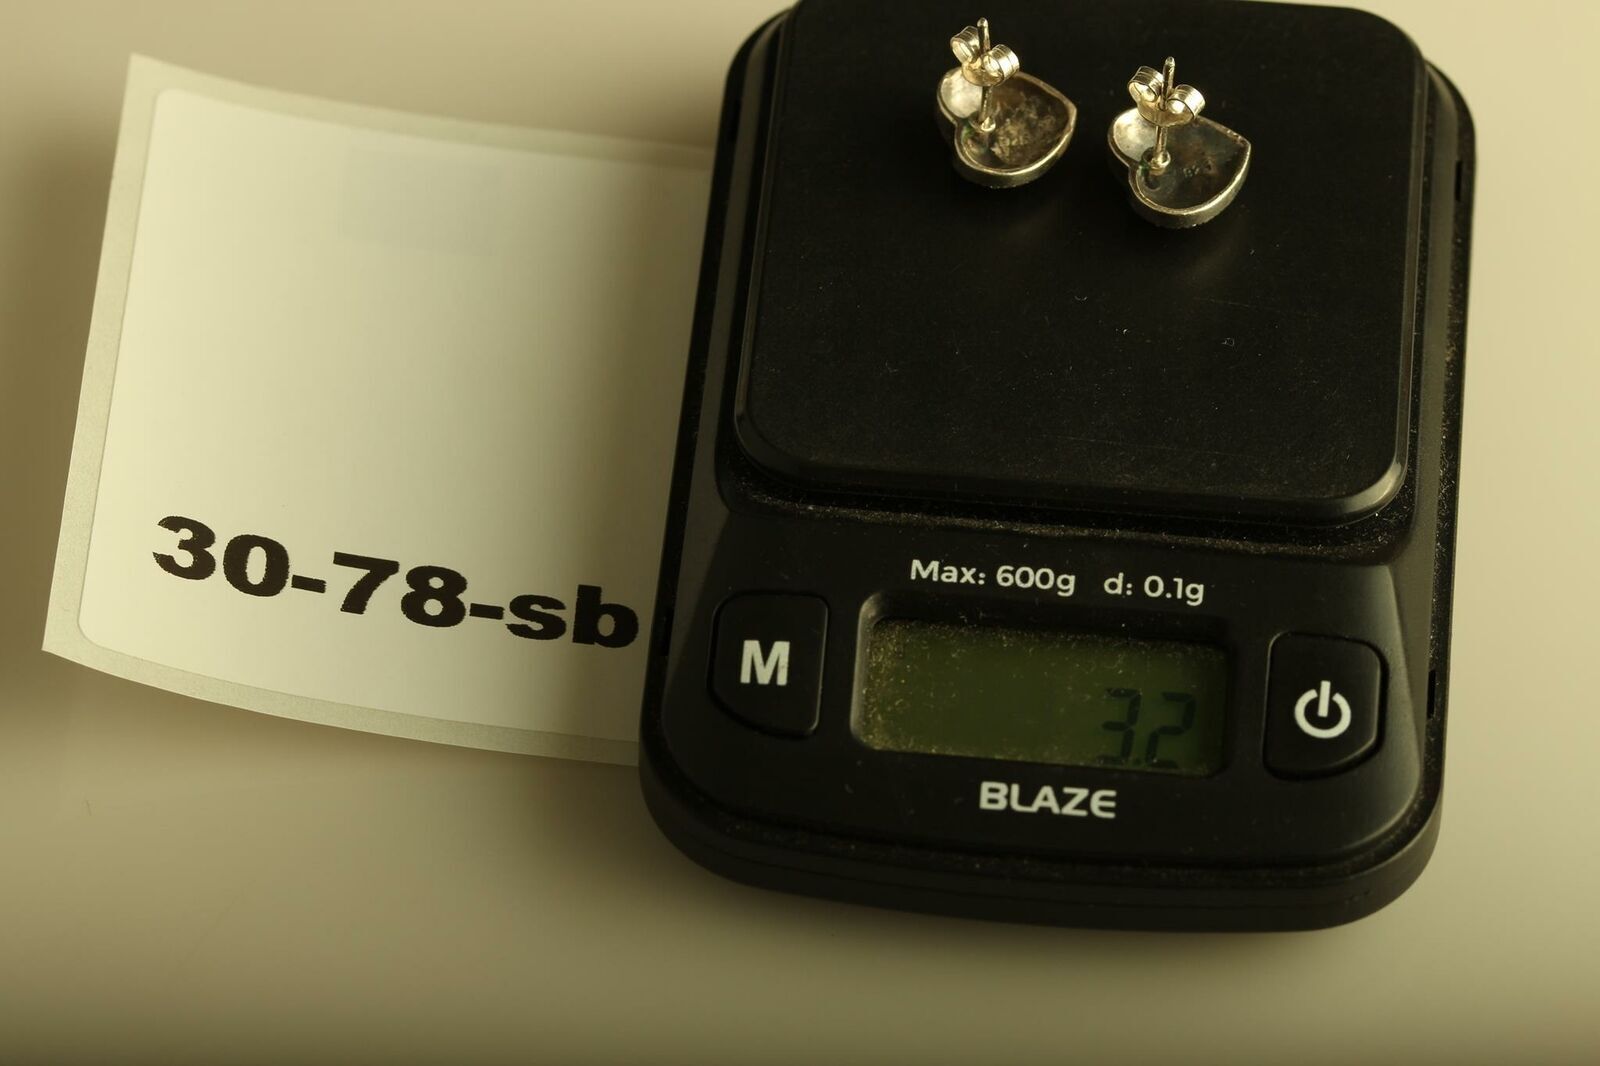 30-78-sb
Max: 600g d: 0.1g
M
3.2
BLAZE